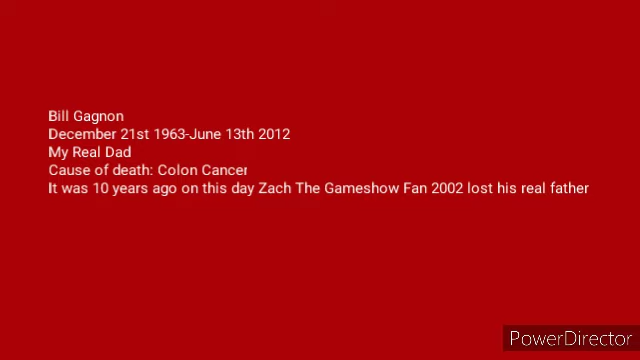 Bill Gagnon
December 21st 1963-June 13th 2012
My Real Dad
Cause of death: Colon Cancer
It was 10 years ago on this day Zach The Gameshow Fan 2002 lost his real father
PowerDirector